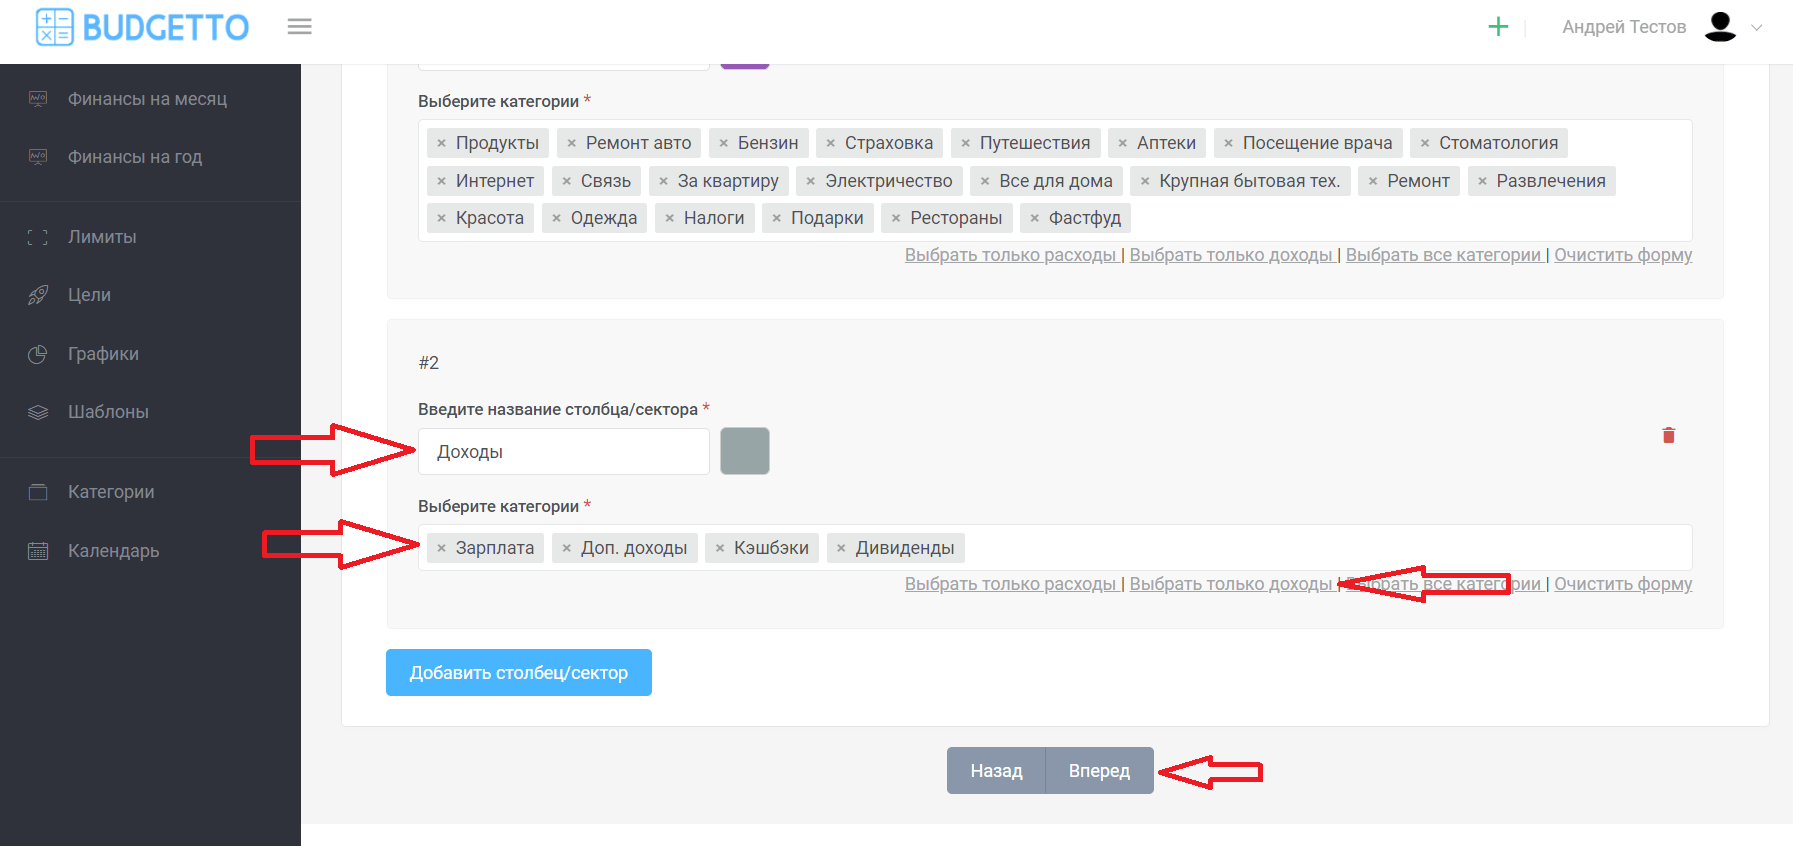 BUDGETTO
Андрей Тестов
Финансы на месяц
Финансы на год
Лимиты
Цели
Графики
Шаблоны
Категории
Календарь
Выберите категории *
× Продукты × Ремонт авто × Бензин × Страховка × Путешествия × Аптеки × Посещение врача × Стоматология
× Интернет × Связь × За квартиру × Электричество × Все для дома × Крупная бытовая тех. × Ремонт × Развлечения
× Красота × Одежда × Налоги × Подарки × Рестораны × Фастфуд
Выбрать только расходы | Выбрать только доходы | Выбрать все категории | Очистить форму
#2
Введите название столбца/сектора *
Доходы
Выберите категории *
× Зарплата × Доп. доходы × Кэшбэки × Дивиденды
Выбрать только расходы | Выбрать только доходы | Выбрать все категории | Очистить форму
Добавить столбец/сектор
Назад Вперед